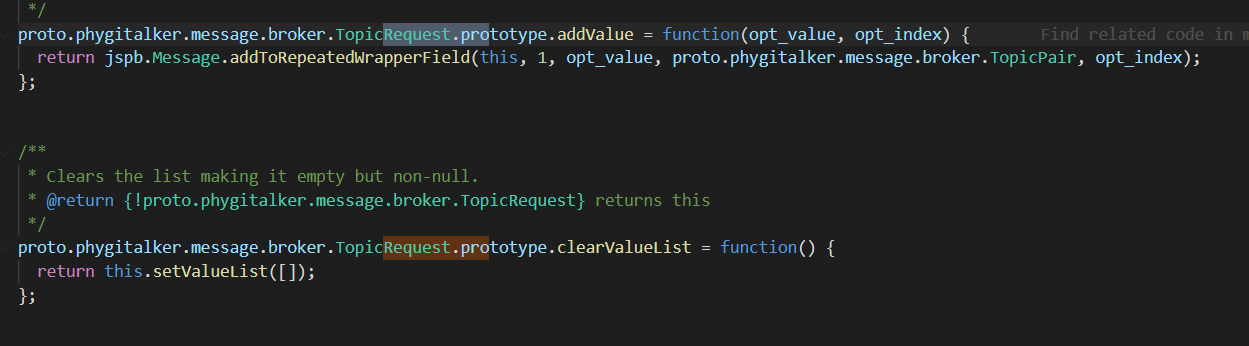 */
proto.phygitalker.message.broker.TopicRequest.prototype.addValue = function(opt_value, opt_index) { Find related code in
return jspb.Message.addToRepeatedWrapperField(this, 1, opt_value, proto.phygitalker.message.broker.TopicPair, opt_index);
};
/**
* Clears the list making it empty but non-null.
* @return {!proto.phygitalker.message.broker.TopicRequest} returns this
*/
proto.phygitalker.message.broker.TopicRequest.prototype.clearValueList = function() {
return this.setValueList([]);
};